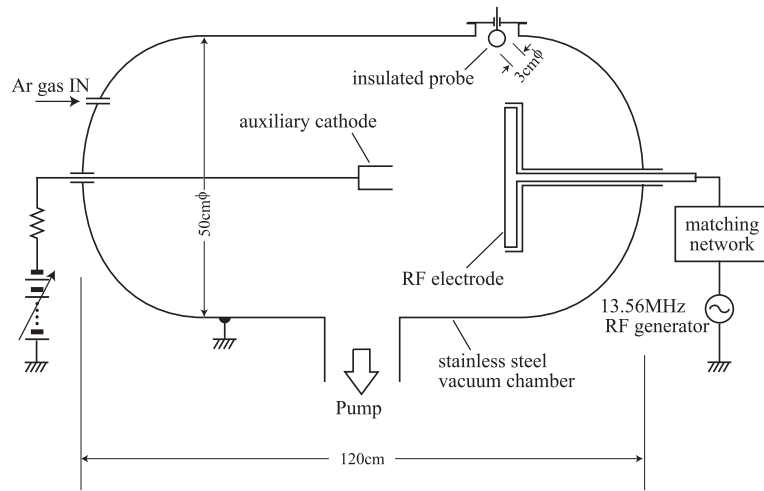 insulated probe
3cmϕ
Ar gas IN
auxiliary cathode
50cmϕ
matching
network
RF electrode
13.56MHz
RF generator
stainless steel
vacuum chamber
Pump
120cm